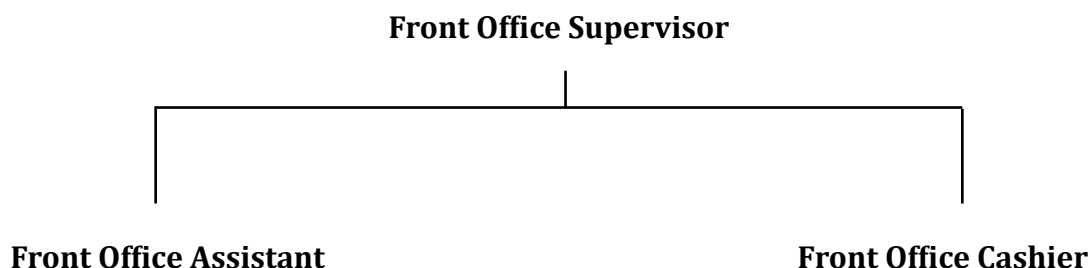 Front Office Supervisor
Front Office Assistant
Front Office Cashier